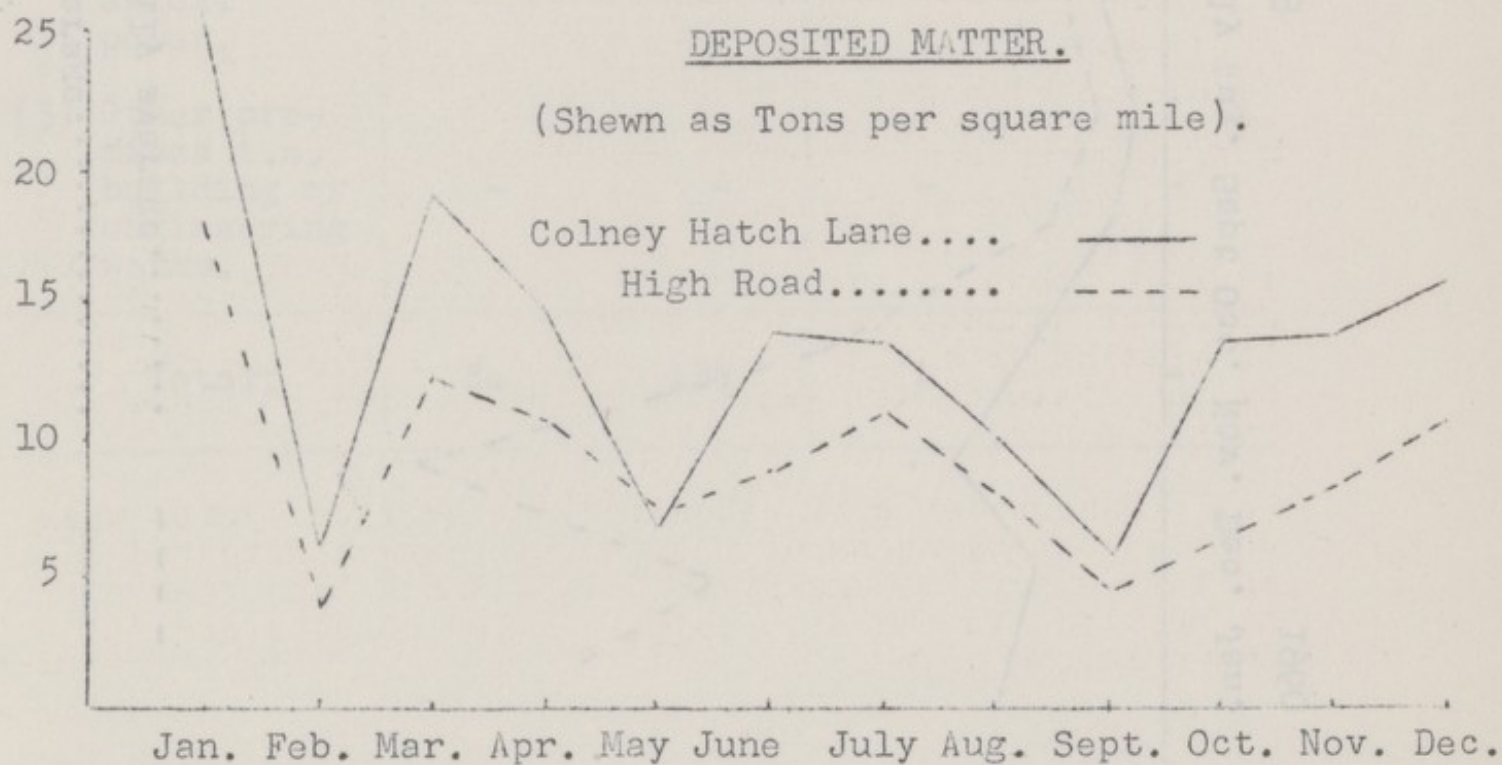 DEPOSITED MATTER.
(Shewn as Tons per square mile).
Colney Hatch Lane....
High Road........
25
20
15
10
5
Jan. Feb. Mar. Apr. May June July Aug. Sept. Oct. Nov. Dec.